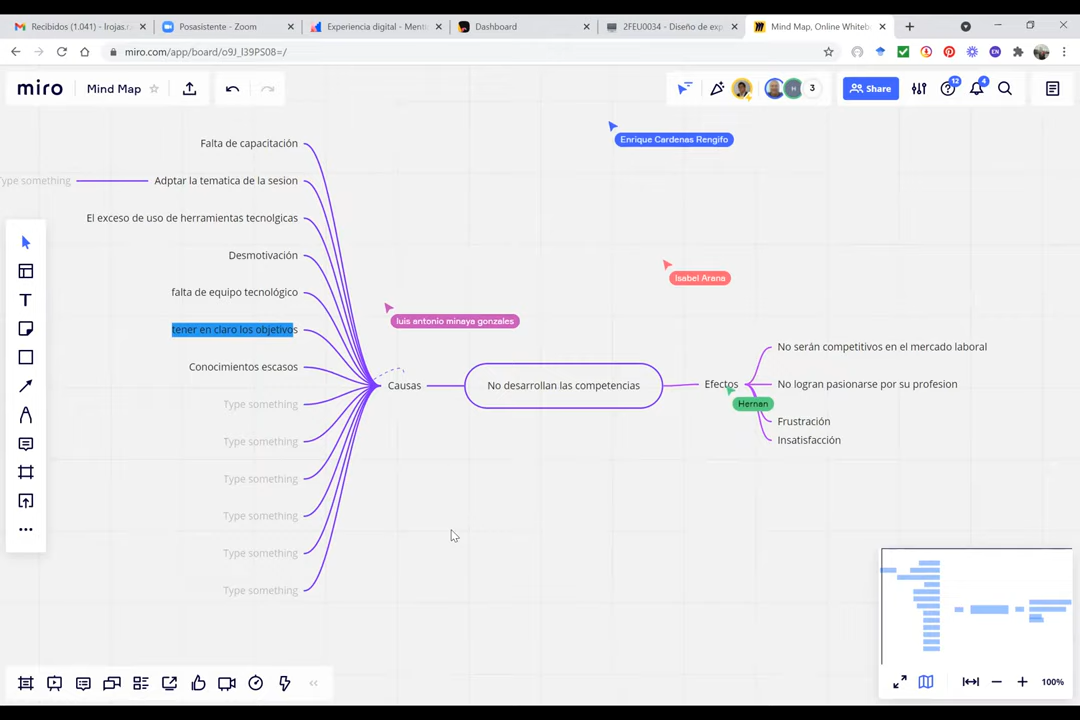 Recibidos (1.041) - lrojas.r
Posasistente - Zoom
Experiencia digital - Menti
Dashboard
2FEU0034 - Diseño de exp
Mind Map, Online Whiteb
miro.com/app/board/o9J_l39PS08=/
miro
Mind Map
3
Share
12
4
Enrique Cardenas Rengifo
Falta de capacitación
Type something
Adptar la tematica de la sesion
El exceso de uso de herramientas tecnolgicas
Desmotivación
Isabel Arana
falta de equipo tecnológico
luis antonio minaya gonzales
tener en claro los objetivos
No serán competitivos en el mercado laboral
Conocimientos escasos
Causas
No desarrollan las competencias
Efectos
No logran pasionarse por su profesion
Hernan
Type something
Frustración
Type something
Insatisfacción
Type something
Type something
Type something
Type something
100%